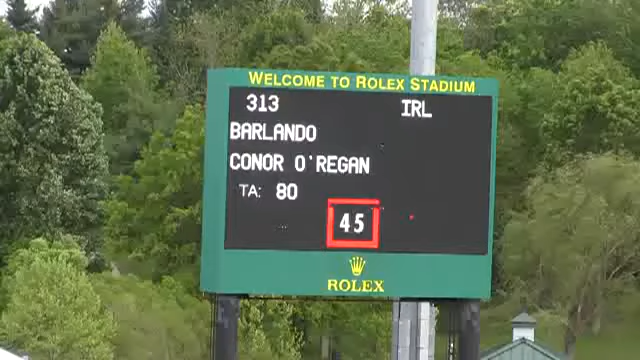 WELCOME TO ROLEX STADIUM
313 IRL
BARLANDO
CONOR O'REGAN
TA: 80
45
ROLEX